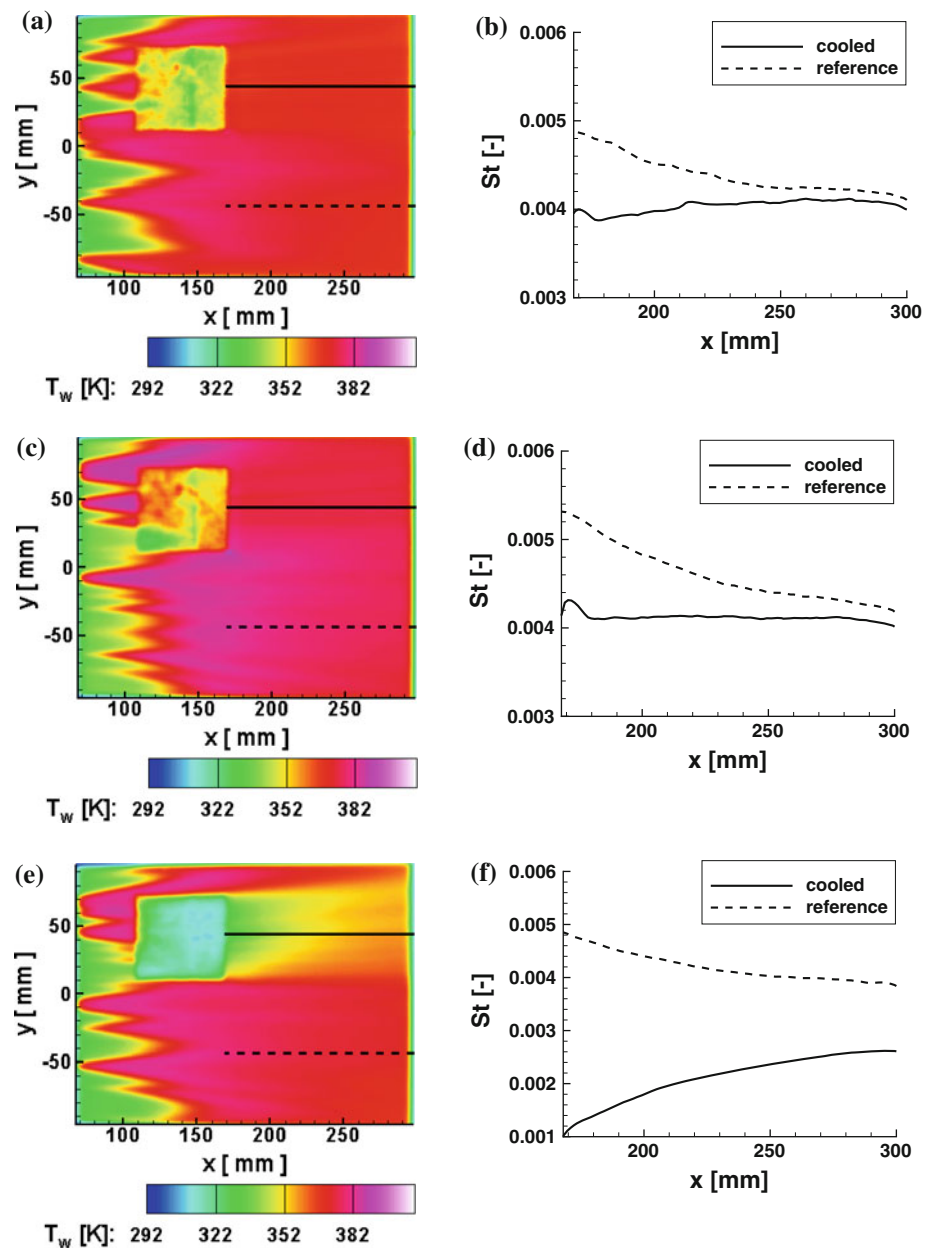 (a)
y [ mm ]
50
0
-50
100 150 200 250
x [ mm ]
T_w [K]: 292 322 352 382
(b)
0.006
0.005
0.004
0.003
St [-]
cooled
reference
200 250 300
x [mm]
(c)
y [ mm ]
50
0
-50
100 150 200 250
x [ mm ]
T_w [K]: 292 322 352 382
(d)
0.006
0.005
0.004
0.003
St [-]
cooled
reference
200 250 300
x [mm]
(e)
y [ mm ]
50
0
-50
100 150 200 250
x [ mm ]
T_w [K]: 292 322 352 382
(f)
0.006
0.005
0.004
0.003
0.002
0.001
St [-]
cooled
reference
200 250 300
x [mm]